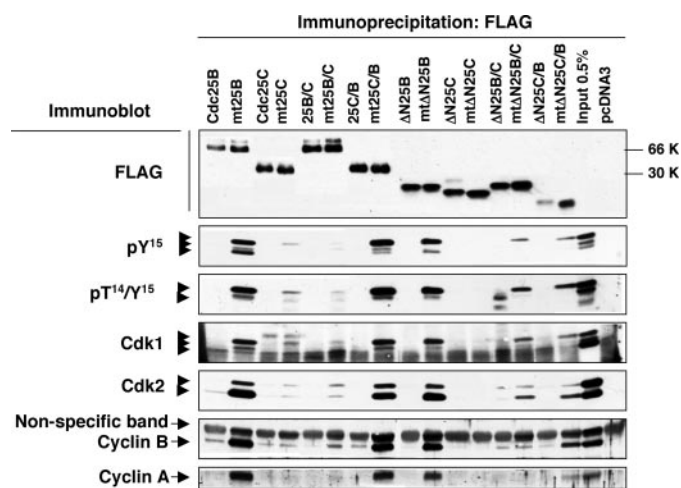 Immunoprecipitation: FLAG
Immunoblot
Cdc25B
mt25B
Cdc25C
mt25C
25B/C
mt25B/C
25C/B
mt25C/B
ΔN25B
mtΔN25B
ΔN25C
mtΔN25C
ΔN25B/C
mtΔN25B/C
ΔN25C/B
mtΔN25C/B
Input 0.5%
pcDNA3
FLAG
66 K
30 K
pY¹⁵
pT¹⁴/Y¹⁵
Cdk1
Cdk2
Non-specific band
Cyclin B
Cyclin A